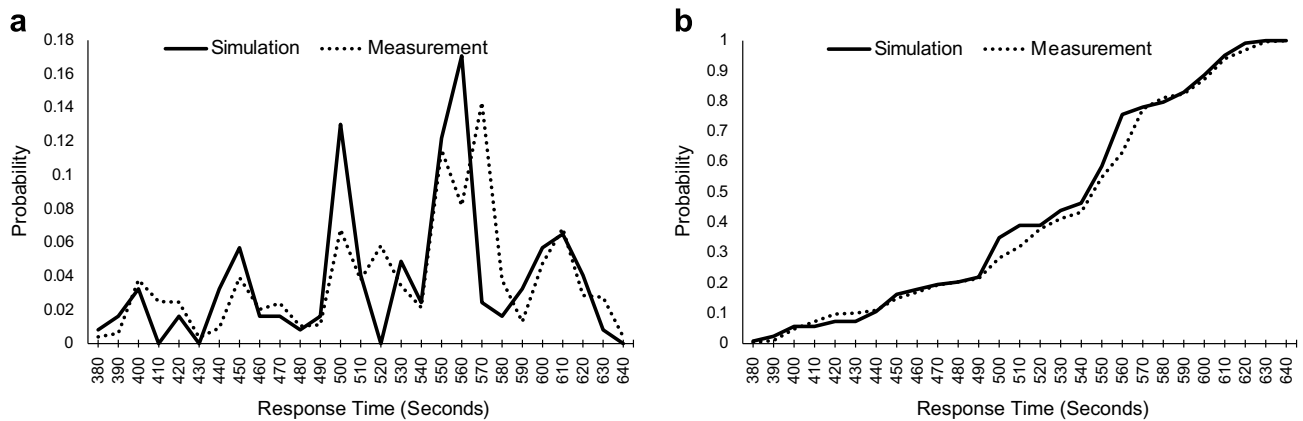 a
Simulation Measurement
0.18
0.16
0.14
0.12
0.1
0.08
0.06
0.04
0.02
0
Probability
380 390 400 410 420 430 440 450 460 470 480 490 500 510 520 530 540 550 560 570 580 590 600 610 620 630 640
Response Time (Seconds)
b
Simulation Measurement
1
0.9
0.8
0.7
0.6
0.5
0.4
0.3
0.2
0.1
0
Probability
380 390 400 410 420 430 440 450 460 470 480 490 500 510 520 530 540 550 560 570 580 590 600 610 620 630 640
Response Time (Seconds)